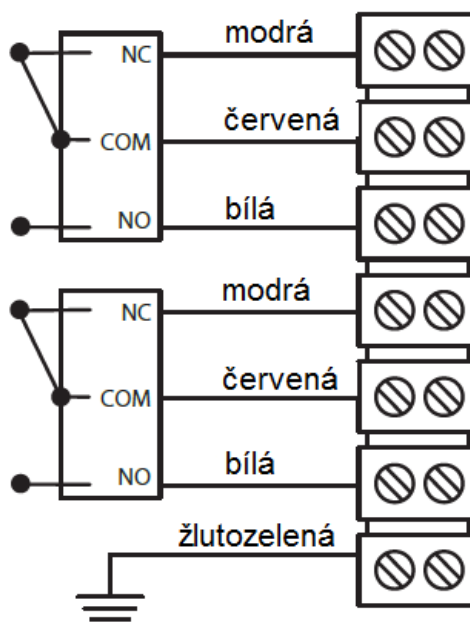 modrá
NC
červená
COM
bílá
NO
modrá
NC
červená
COM
bílá
NO
žlutozelená